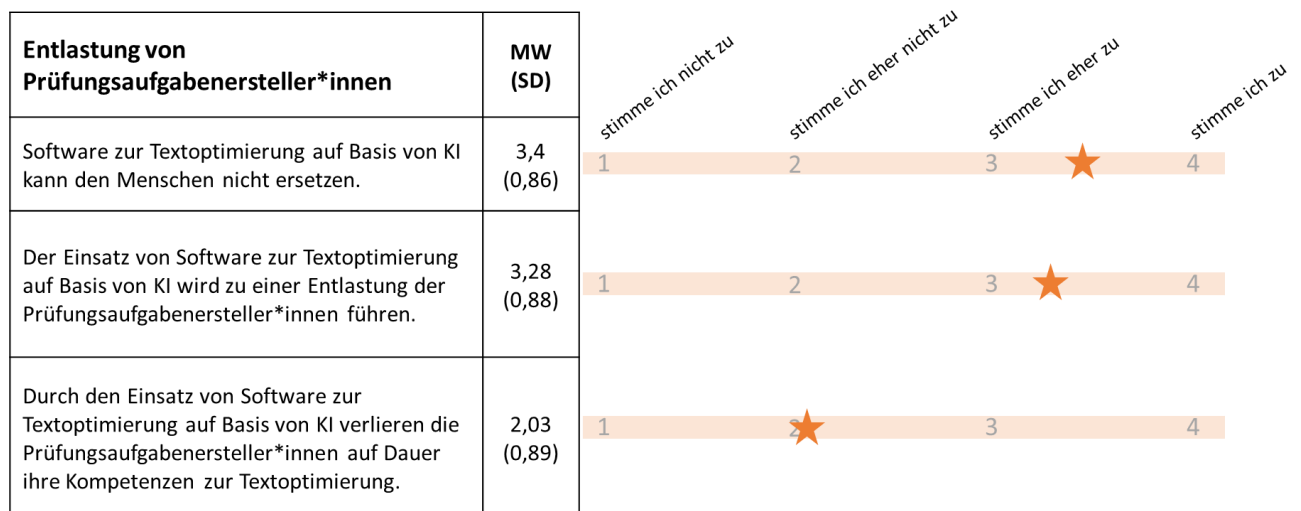 Entlastung von
Prüfungsaufgabenersteller*innen
MW
(SD)
stimme ich nicht zu
stimme ich eher nicht zu
stimme ich eher zu
stimme ich zu
Software zur Textoptimierung auf Basis von KI
kann den Menschen nicht ersetzen.
3,4
(0,86)
1 2 3 4
Der Einsatz von Software zur Textoptimierung
auf Basis von KI wird zu einer Entlastung der
Prüfungsaufgabenersteller*innen führen.
3,28
(0,88)
1 2 3 4
Durch den Einsatz von Software zur
Textoptimierung auf Basis von KI verlieren die
Prüfungsaufgabenersteller*innen auf Dauer
ihre Kompetenzen zur Textoptimierung.
2,03
(0,89)
1 2 3 4